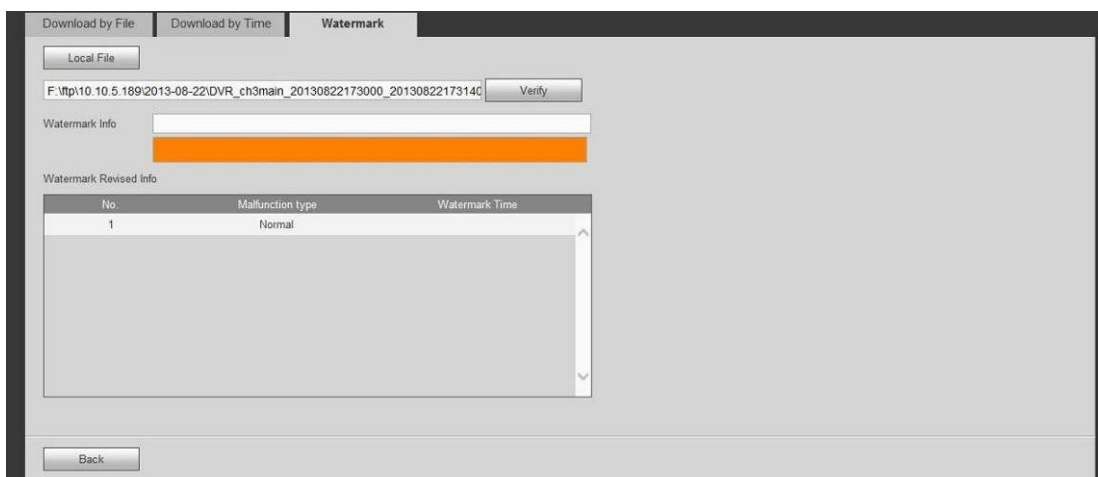 Download by File Download by Time Watermark
Local File
F:\ftp\10.10.5.189\2013-08-22\DVR_ch3main_20130822173000_20130822173140 Verify
Watermark Info
Watermark Revised Info
No. Malfunction type Watermark Time
1 Normal
Back